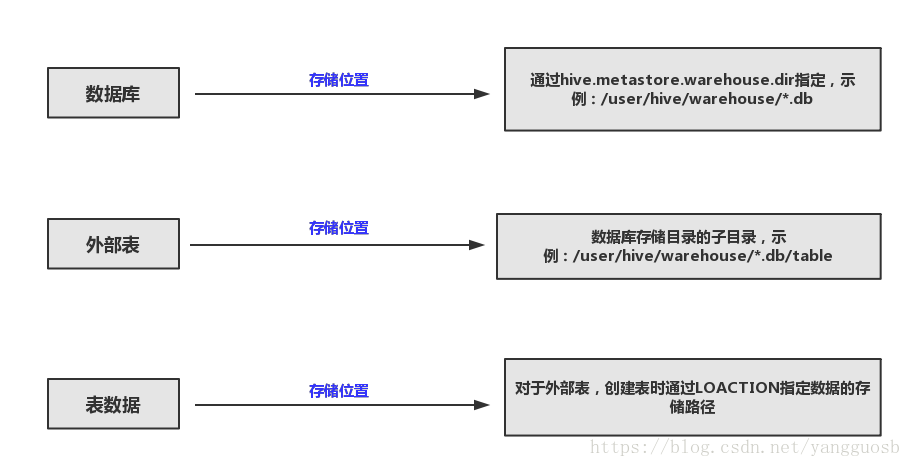 数据库
存储位置
通过hive.metastore.warehouse.dir指定，示
例：/user/hive/warehouse/*.db
外部表
存储位置
数据库存储目录的子目录，示
例：/user/hive/warehouse/*.db/table
表数据
存储位置
对于外部表，创建表时通过LOACTION指定数据的存
储路径
https://blog.csdn.net/yangguosb